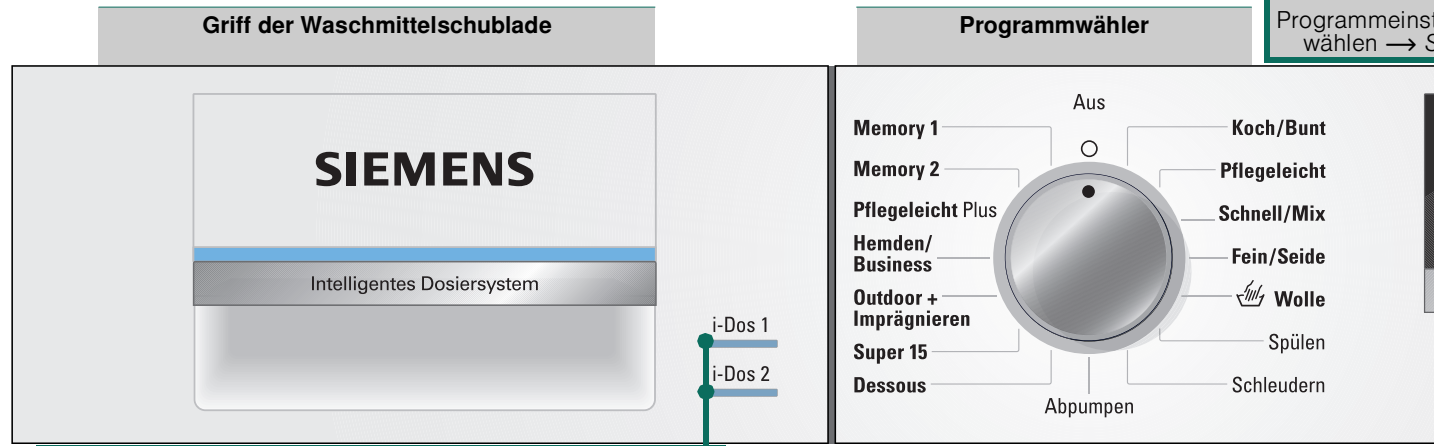 Griff der Waschmittelschublade
Programmwähler
wählen →
SIEMENS
Intelligentes Dosiersystem
i-Dos 1
i-Dos 2
Aus
Memory 1
Memory 2
Pflegeleicht Plus
Hemden/
Business
Outdoor +
Imprägnieren
Super 15
Dessous
Koch/Bunt
Pflegeleicht
Schnell/Mix
Fein/Seide
Wolle
Spülen
Schleudern
Abpumpen